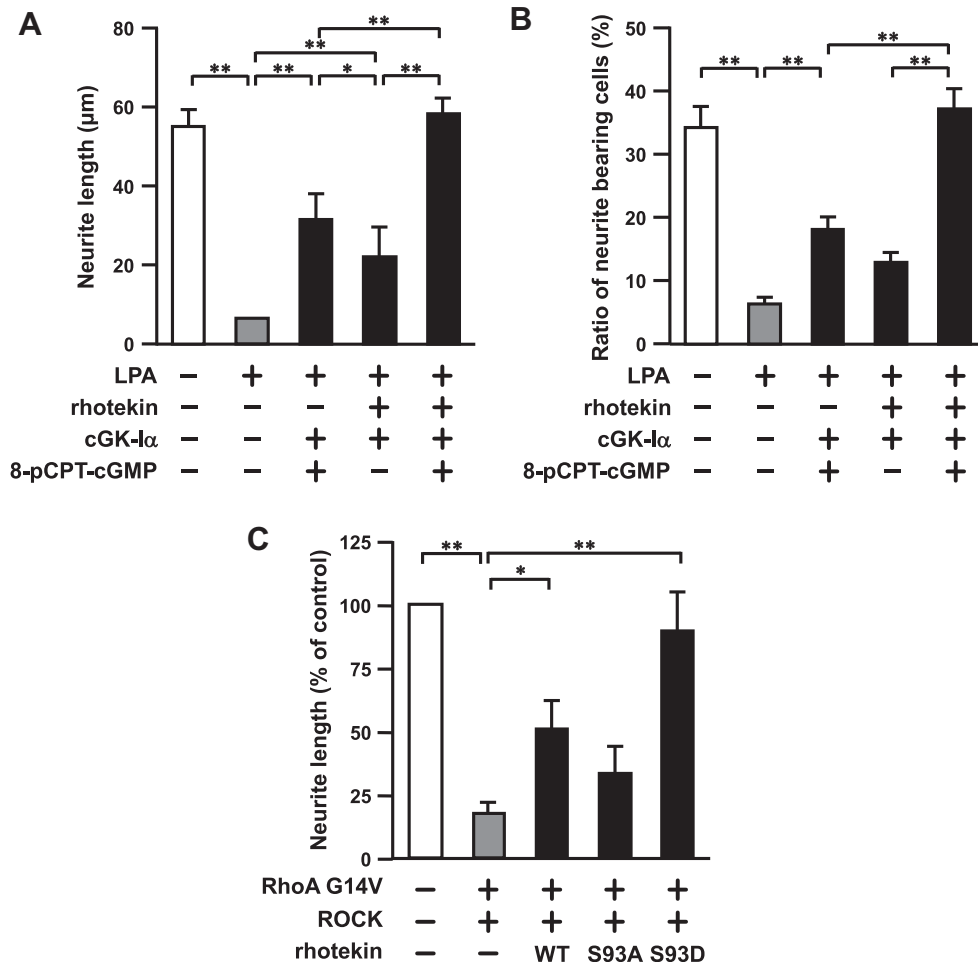 A
Neurite length (μm)
80
60
40
20
0
** ** * **
**
**
LPA − + + + +
rhotekin − − − + +
cGK-Iα − − + + +
8-pCPT-cGMP − − + − +
B
Ratio of neurite bearing cells (%)
50
40
30
20
10
0
** ** **
**
LPA − + + + +
rhotekin − − − + +
cGK-Iα − − + + +
8-pCPT-cGMP − − + − +
C
Neurite length (% of control)
125
100
75
50
25
0
** **
*
RhoA G14V − + + + +
ROCK − + + + +
rhotekin − − WT S93A S93D